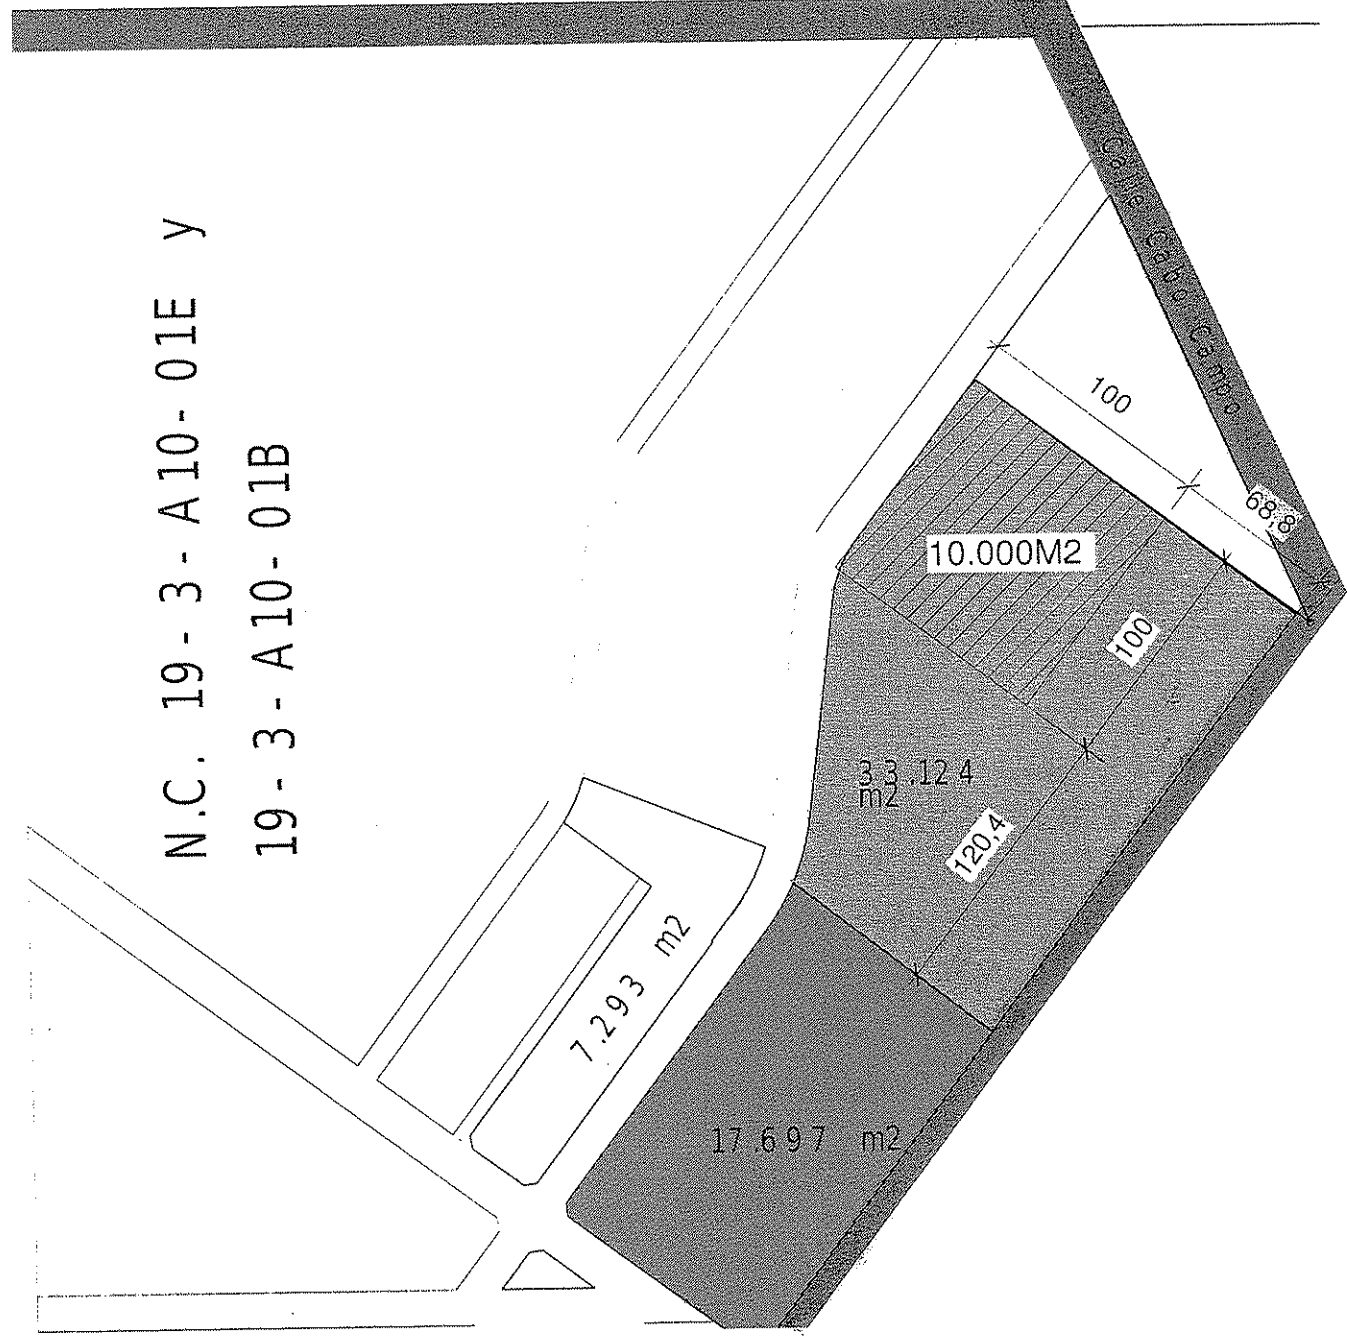 N.C. 19-3-A10-01E y
19-3-A10-01B
Calle Cabo Campo
100
68,8
10.000M2
100
33.124
m2
120,4
7.293 m2
17.697 m2